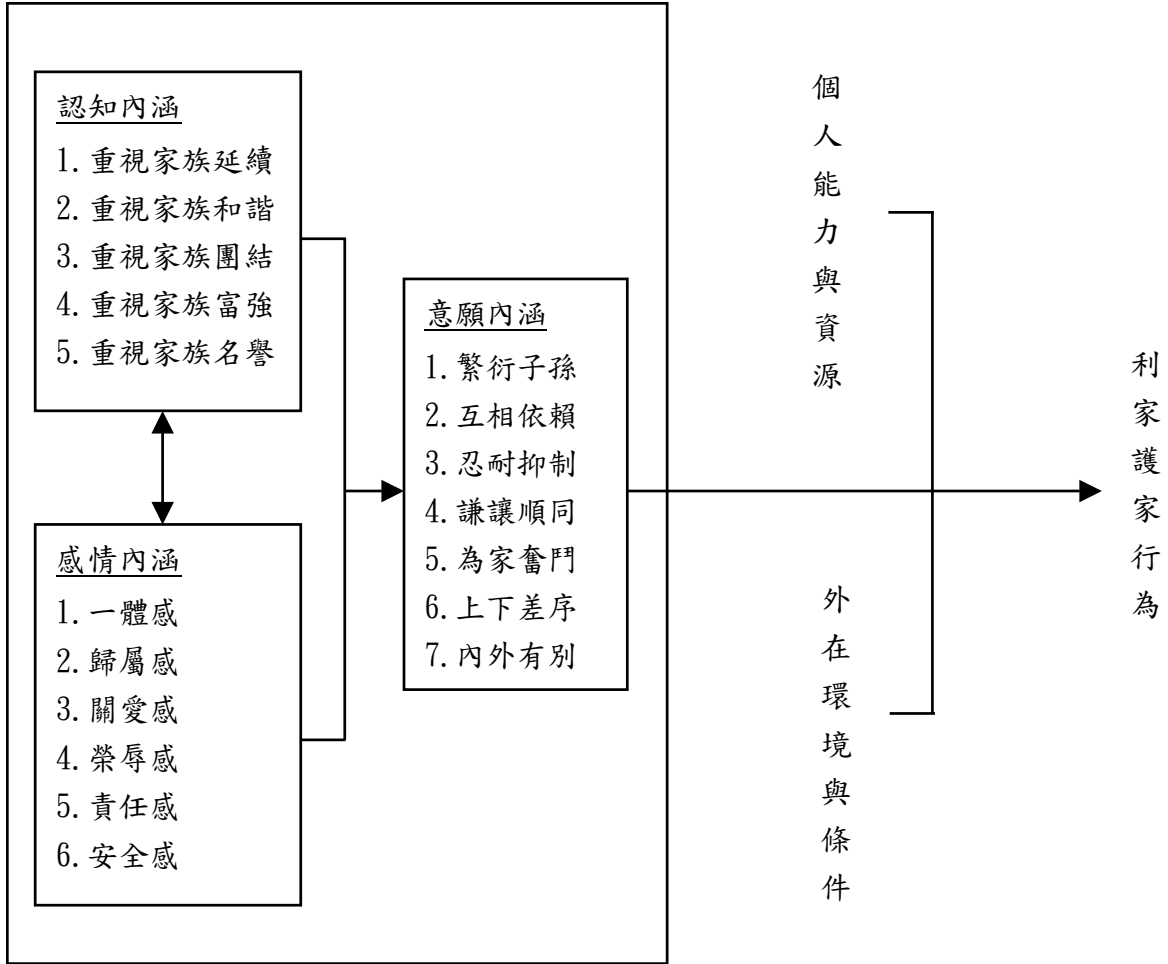 認知內涵
1.重視家族延續
2.重視家族和諧
3.重視家族團結
4.重視家族富強
5.重視家族名譽
感情內涵
1.一體感
2.歸屬感
3.關愛感
4.榮辱感
5.責任感
6.安全感
意願內涵
1.繁衍子孫
2.互相依賴
3.忍耐抑制
4.謙讓順同
5.為家奮鬥
6.上下差序
7.內外有別
個人能力與資源
外在環境與條件
利家護家行為